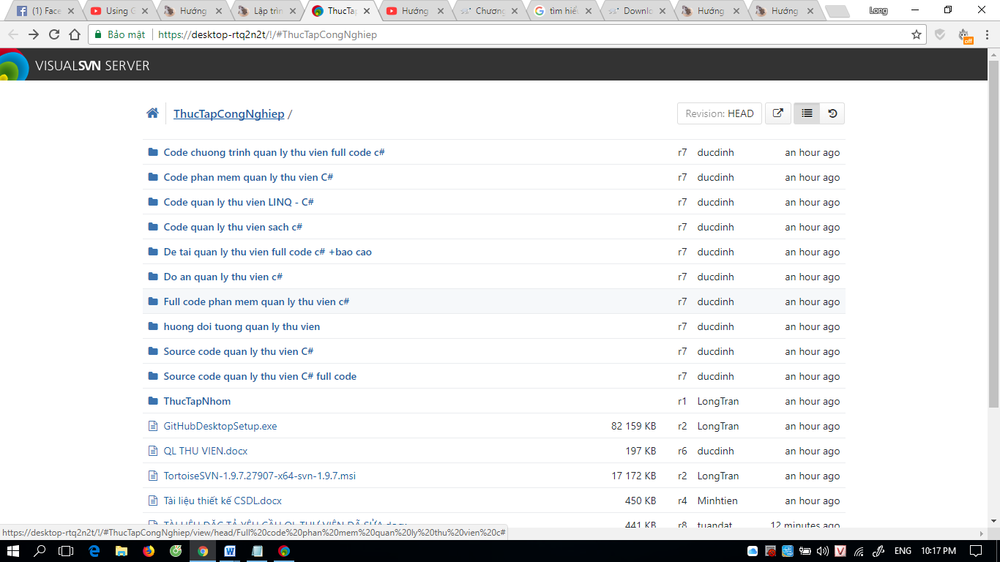 (1) Face
Using G
Hướng
Lập trìn
ThucTap
Hướng
Chương
tìm hiể
Downlo
Hướng
Hướng
Long
Bảo mật https://desktop-rtq2n2t/!/#ThucTapCongNghiep
off
VISUALSVN SERVER
ThucTapCongNghiep /
Revision: HEAD
Code chuong trinh quan ly thu vien full code c# r7 ducdinh an hour ago
Code phan mem quan ly thu vien C# r7 ducdinh an hour ago
Code quan ly thu vien LINQ - C# r7 ducdinh an hour ago
Code quan ly thu vien sach c# r7 ducdinh an hour ago
De tai quan ly thu vien full code c# +bao cao r7 ducdinh an hour ago
Do an quan ly thu vien c# r7 ducdinh an hour ago
Full code phan mem quan ly thu vien c# r7 ducdinh an hour ago
huong doi tuong quan ly thu vien r7 ducdinh an hour ago
Source code quan ly thu vien C# r7 ducdinh an hour ago
Source code quan ly thu vien C# full code r7 ducdinh an hour ago
ThucTapNhom r1 LongTran an hour ago
GitHubDesktopSetup.exe 82 159 KB r2 LongTran an hour ago
QL THU VIEN.docx 197 KB r6 ducdinh an hour ago
TortoiseSVN-1.9.7.27907-x64-svn-1.9.7.msi 17 172 KB r2 LongTran an hour ago
Tài liệu thiết kế CSDL.docx 450 KB r4 Minhtien an hour ago
TÀI LIỆU ĐẶC TẢ YÊU CẦU QL THƯ VIỆN ĐÃ SỬA.docx 441 KB r8 tuandat 12 minutes ago
https://desktop-rtq2n2t/!/#ThucTapCongNghiep/view/head/Full%20code%20phan%20mem%20quan%20ly%20thu%20vien%20c#
ENG 10:17 PM